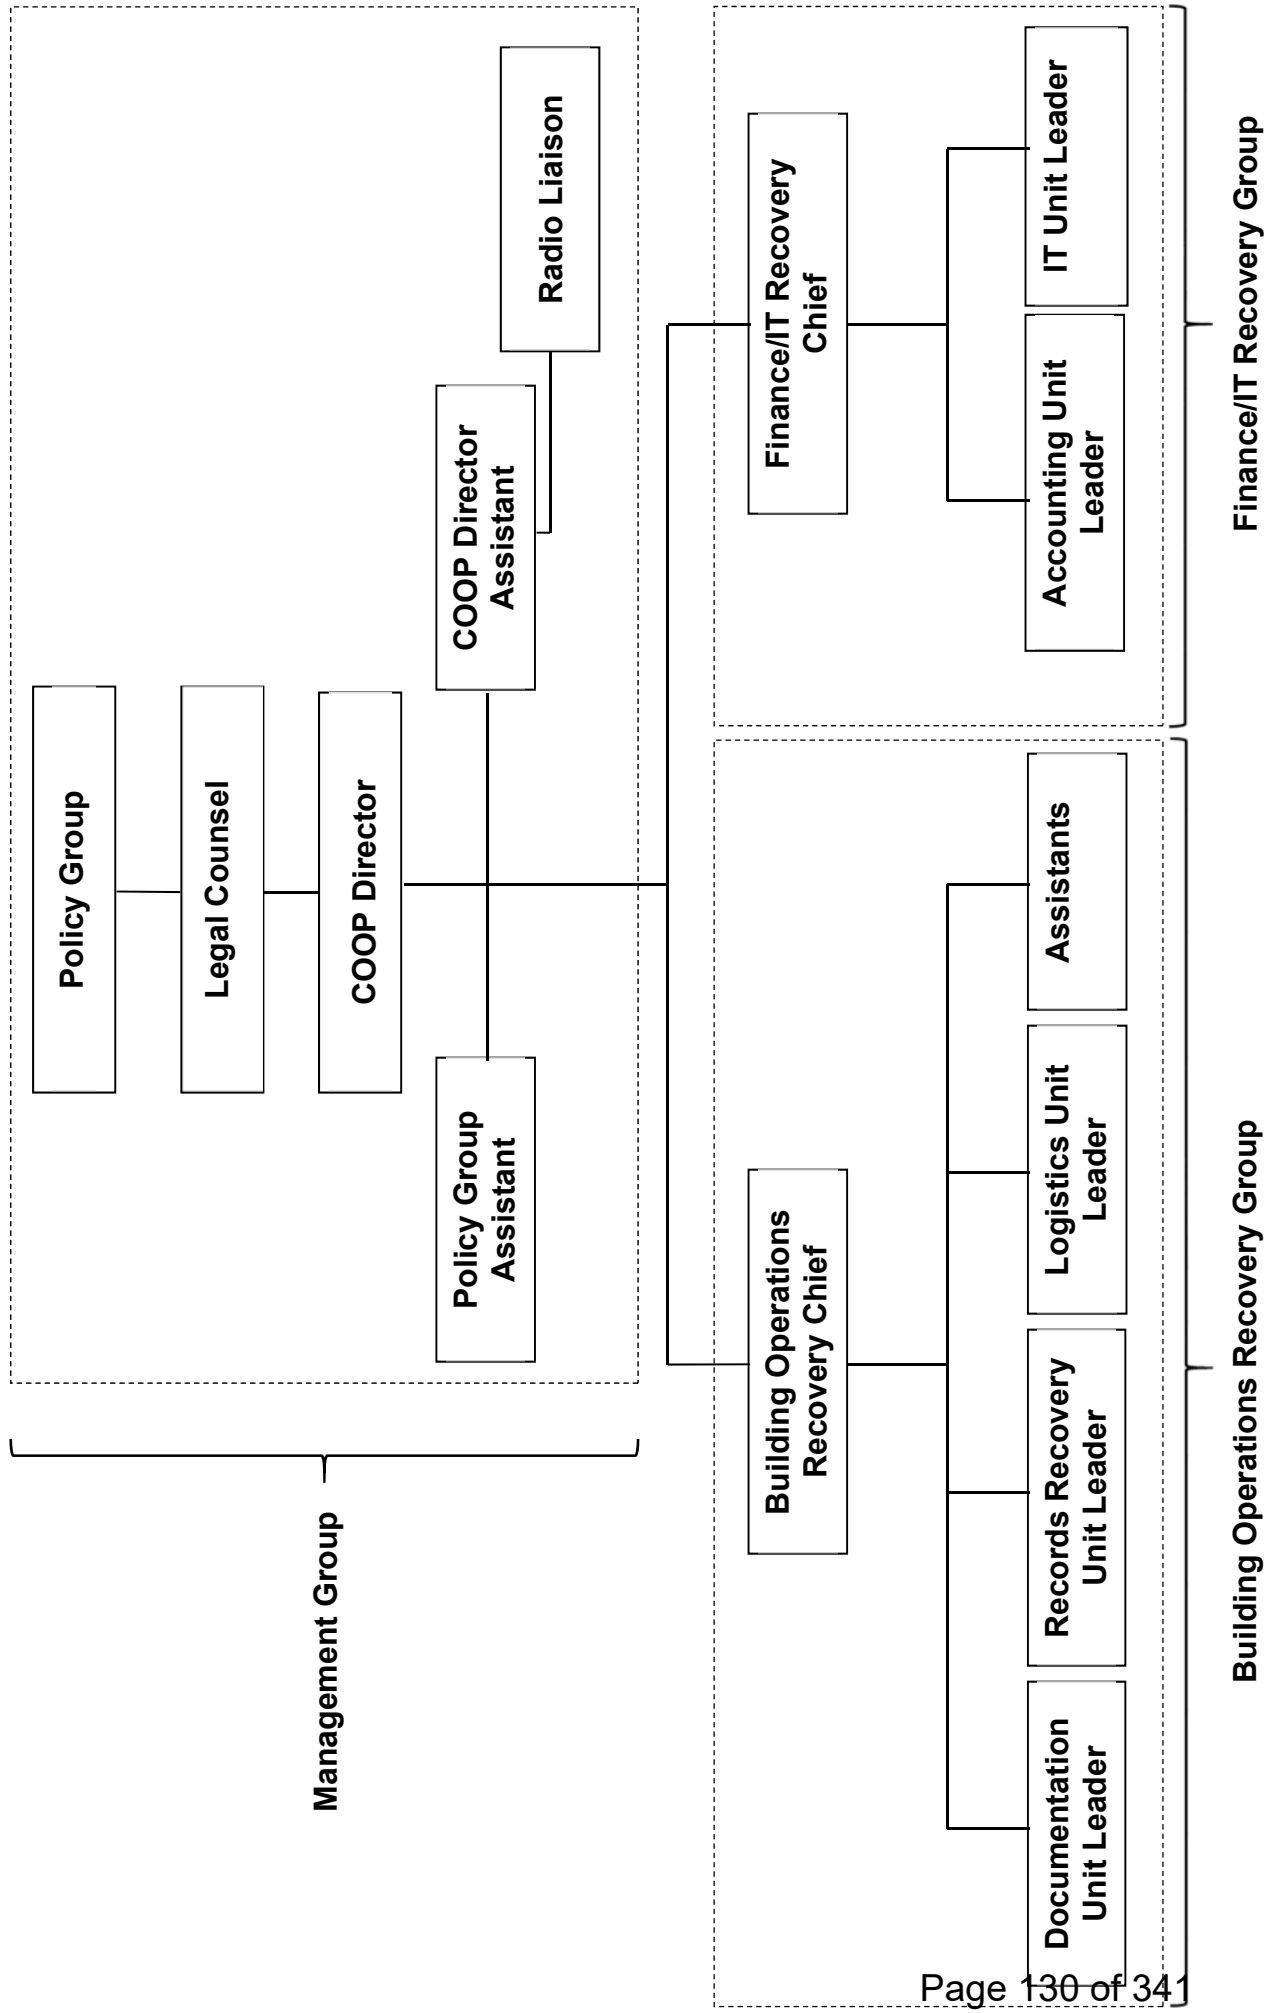 Policy Group
Legal Counsel
COOP Director
Policy Group
Assistant
COOP Director
Assistant
Radio Liaison
Management Group
Building Operations
Recovery Chief
Finance/IT Recovery
Chief
Documentation
Unit Leader
Records Recovery
Unit Leader
Logistics Unit
Leader
Assistants
Accounting Unit
Leader
IT Unit Leader
Building Operations Recovery Group
Finance/IT Recovery Group
Page 130 of 341